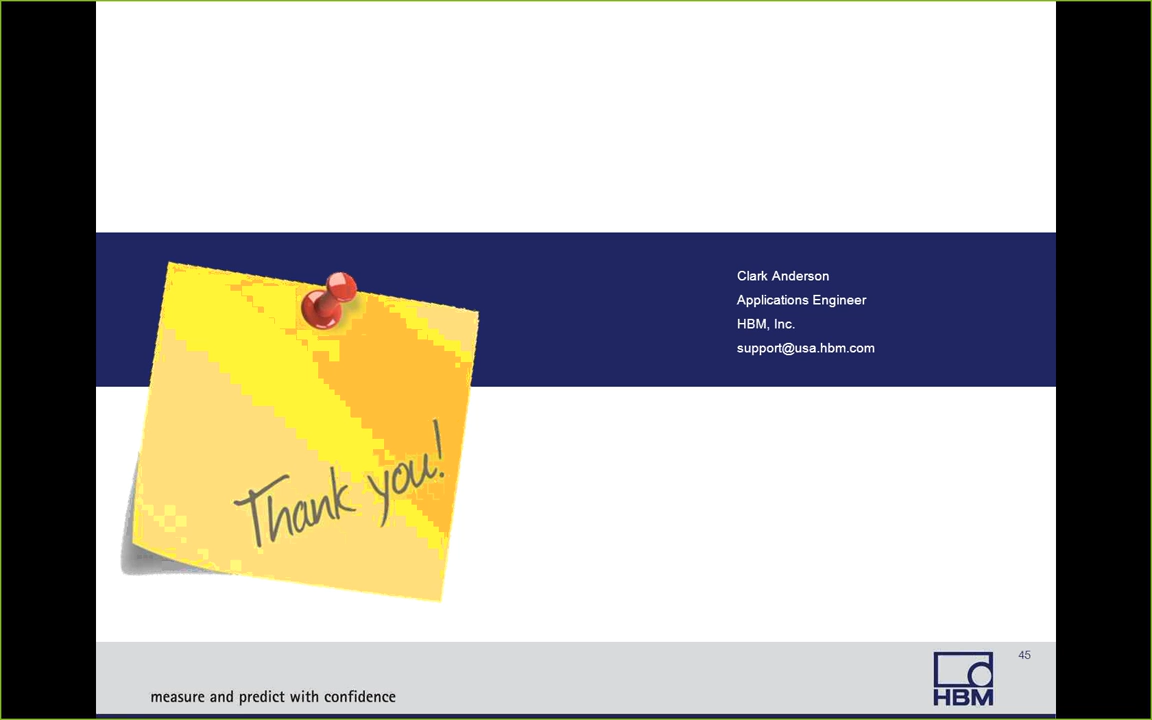 Clark Anderson
Applications Engineer
HBM, Inc.
support@usa.hbm.com
Thank you!
measure and predict with confidence
45
HBM